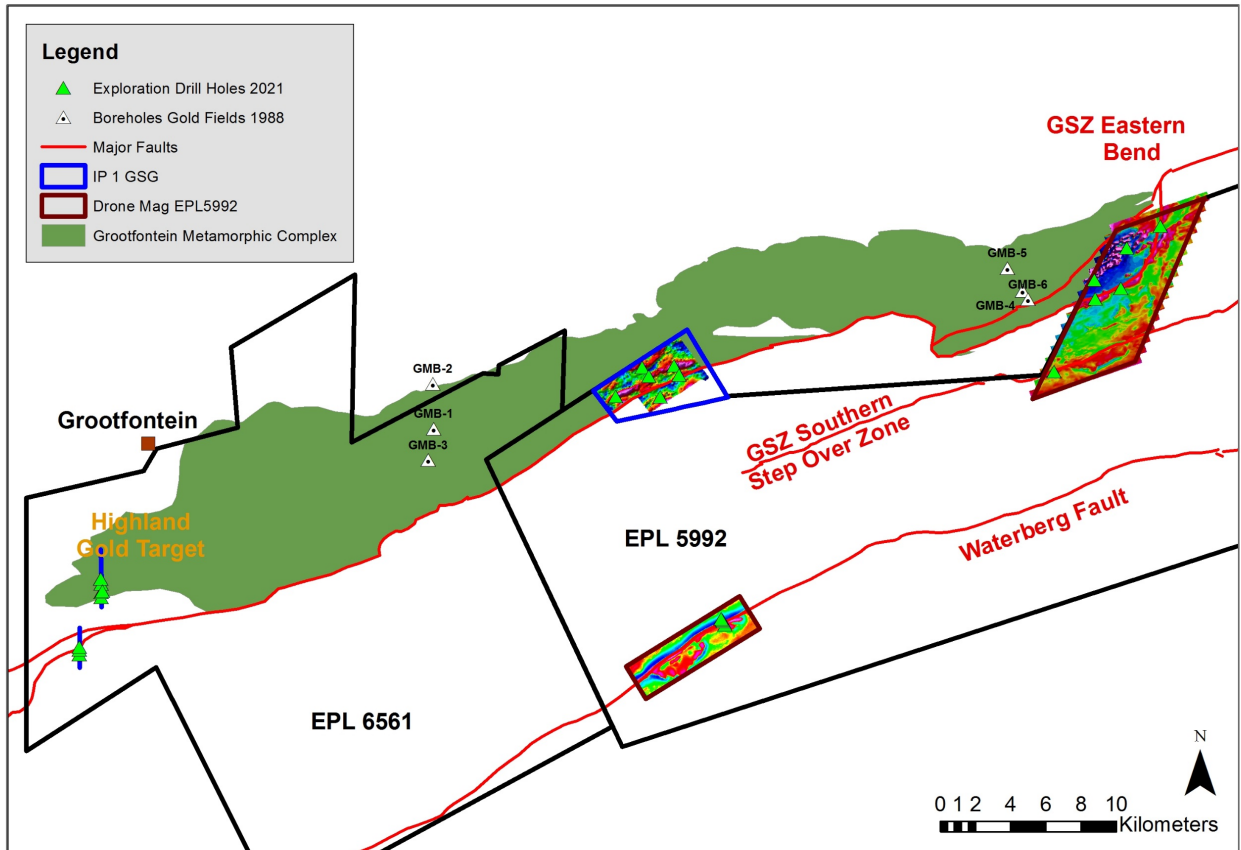 Legend
Exploration Drill Holes 2021
Boreholes Gold Fields 1988
Major Faults
IP 1 GSG
Drone Mag EPL5992
Grootfontein Metamorphic Complex
GSZ Eastern
Bend
GMB-5
GMB-6
GMB-4
GMB-2
GMB-1
GMB-3
Grootfontein
GSZ Southern
Step Over Zone
Highland
Gold Target
EPL 5992
Waterberg Fault
EPL 6561
N
0 1 2 4 6 8 10
Kilometers